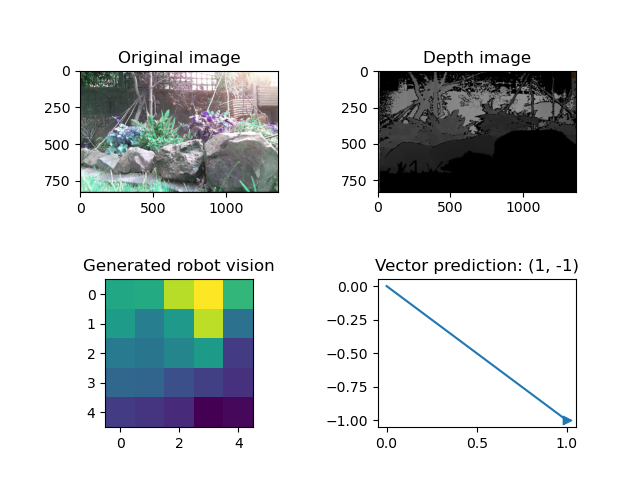 Original image
0
250
500
750
0 500 1000
Depth image
0
250
500
750
0 500 1000
Generated robot vision
0
1
2
3
4
0 2 4
Vector prediction: (1, -1)
0.00
−0.25
−0.50
−0.75
−1.00
0.0 0.5 1.0